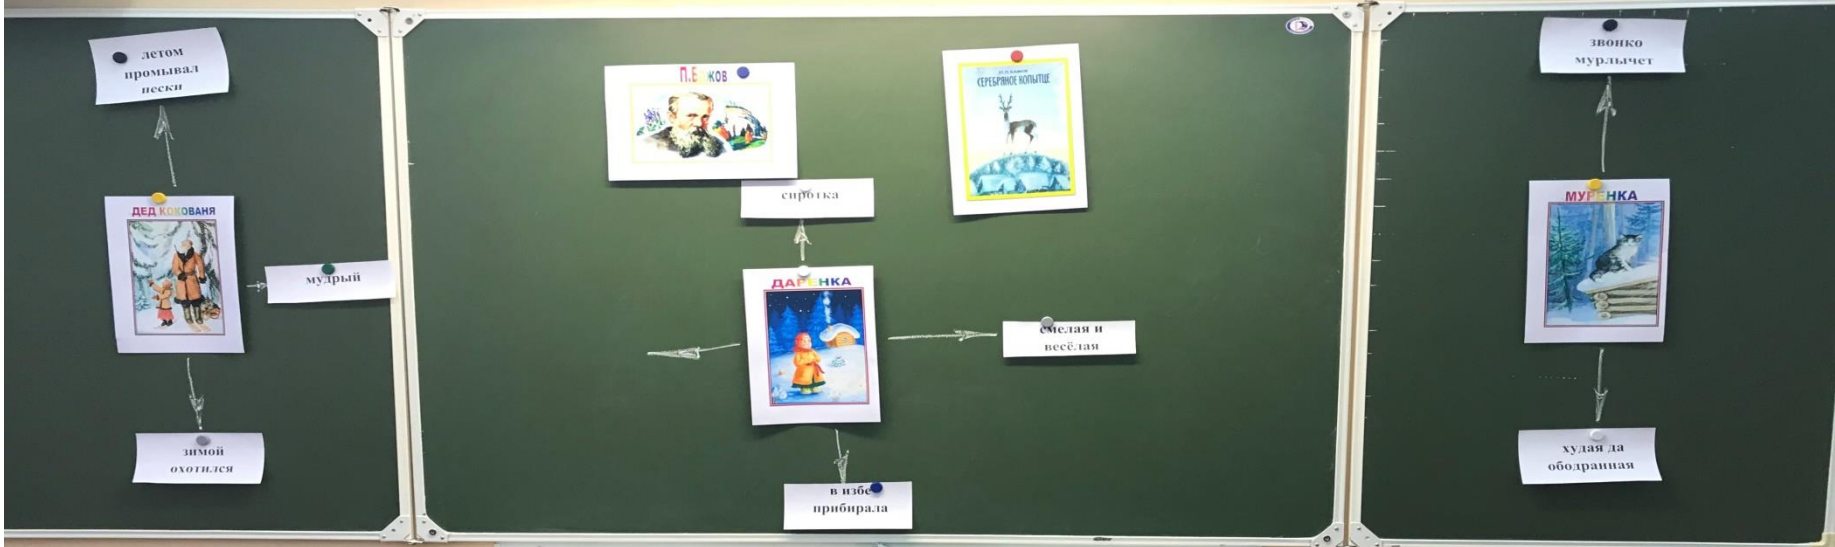 летом
промывал
пески
ДЕД КОКОВАНЯ
мудрый
зимой
охотился
П.Бажов
СЕРЕБРЯНОЕ КОПЫТЦЕ
сиротка
ДАРЕНКА
смелая и
весёлая
в избе
прибирала
звонко
мурлычет
МУРЕНКА
худая да
ободранная